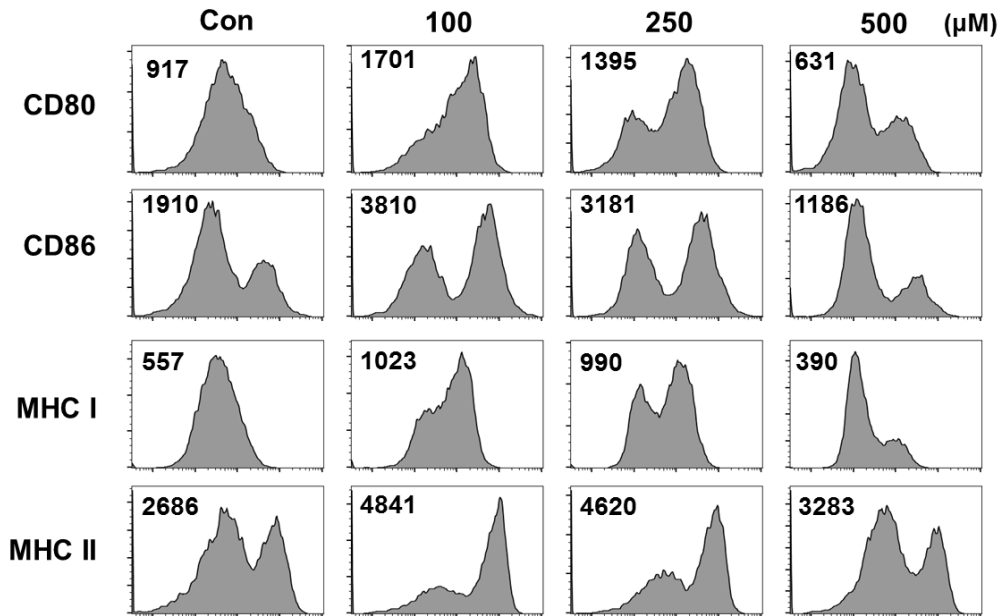 Con 100 250 500 (μM)
CD80 917 1701 1395 631
CD86 1910 3810 3181 1186
MHC I 557 1023 990 390
MHC II 2686 4841 4620 3283